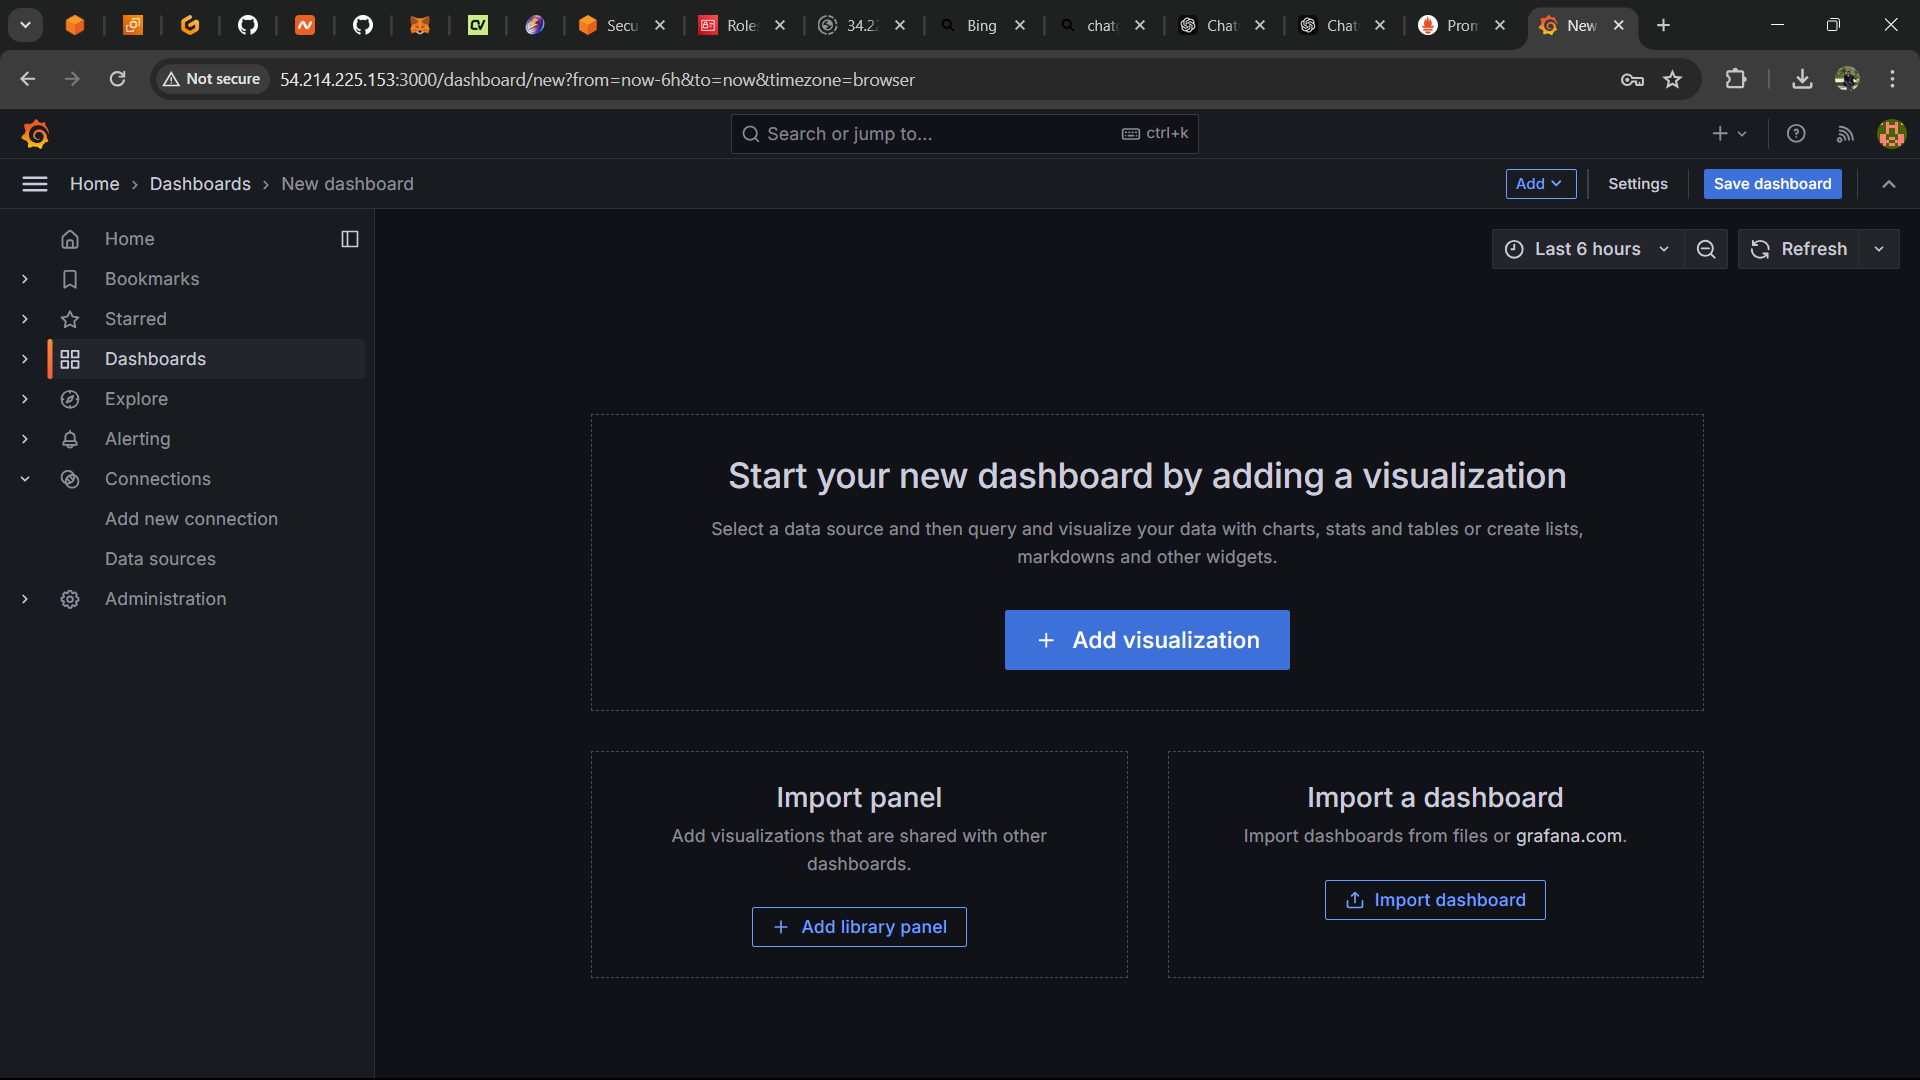 Secu
Roles
34.22
Bing
chatg
Chat
Chat
Prom
New
Not secure
54.214.225.153:3000/dashboard/new?from=now-6h&to=now&timezone=browser
Search or jump to...
ctrl+k
Home
Dashboards
New dashboard
Add
Settings
Save dashboard
Home
Last 6 hours
Refresh
Bookmarks
Starred
Dashboards
Explore
Alerting
Connections
Add new connection
Data sources
Administration
Start your new dashboard by adding a visualization
Select a data source and then query and visualize your data with charts, stats and tables or create lists,
markdowns and other widgets.
+ Add visualization
Import panel
Add visualizations that are shared with other
dashboards.
+ Add library panel
Import a dashboard
Import dashboards from files or grafana.com.
Import dashboard